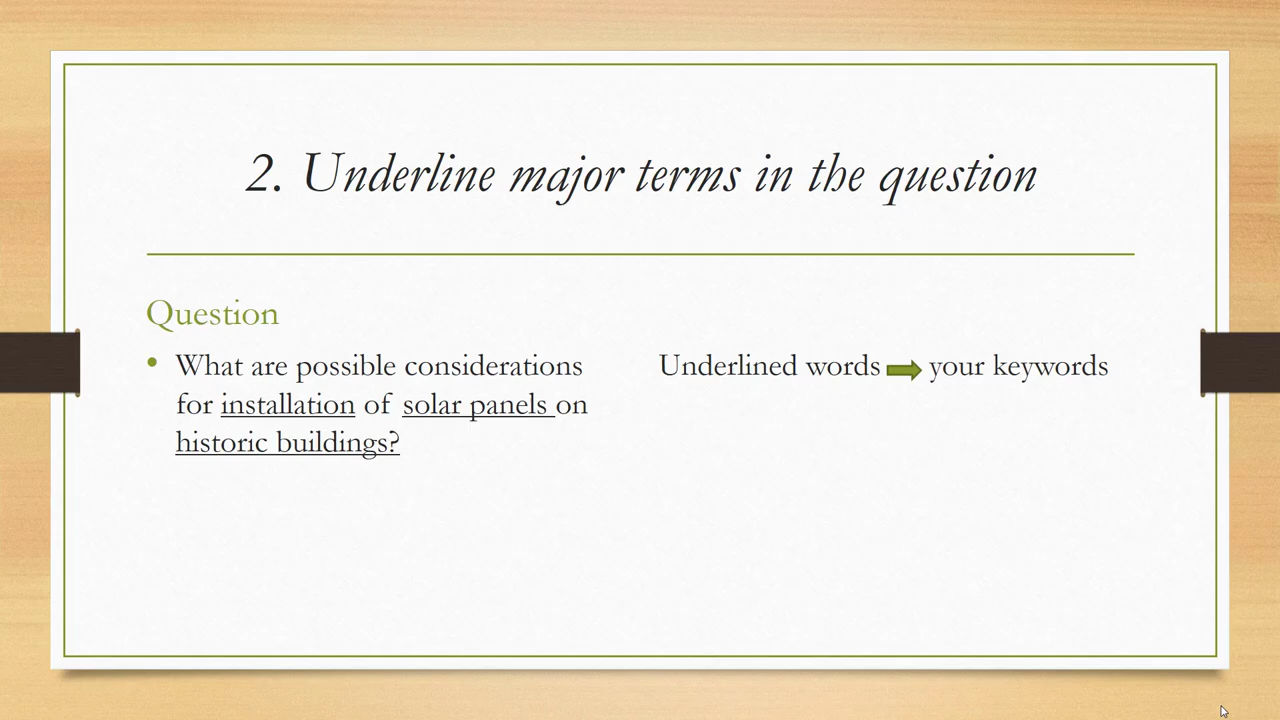 2. Underline major terms in the question
Question
• What are possible considerations
for installation of solar panels on
historic buildings?
Underlined words your keywords